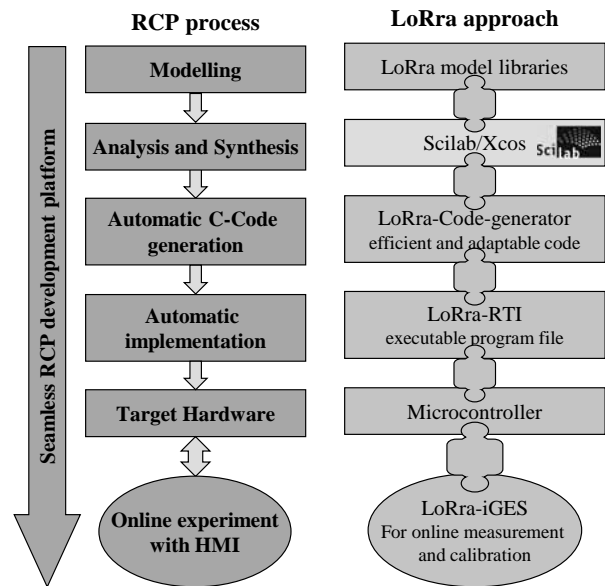 RCP process
LoRra approach
Seamless RCP development platform
Modelling
Analysis and Synthesis
Automatic C-Code
generation
Automatic
implementation
Target Hardware
Online experiment
with HMI
LoRra model libraries
Scilab/Xcos
Scilab
LoRra-Code-generator
efficient and adaptable code
LoRra-RTI
executable program file
Microcontroller
LoRra-iGES
For online measurement
and calibration